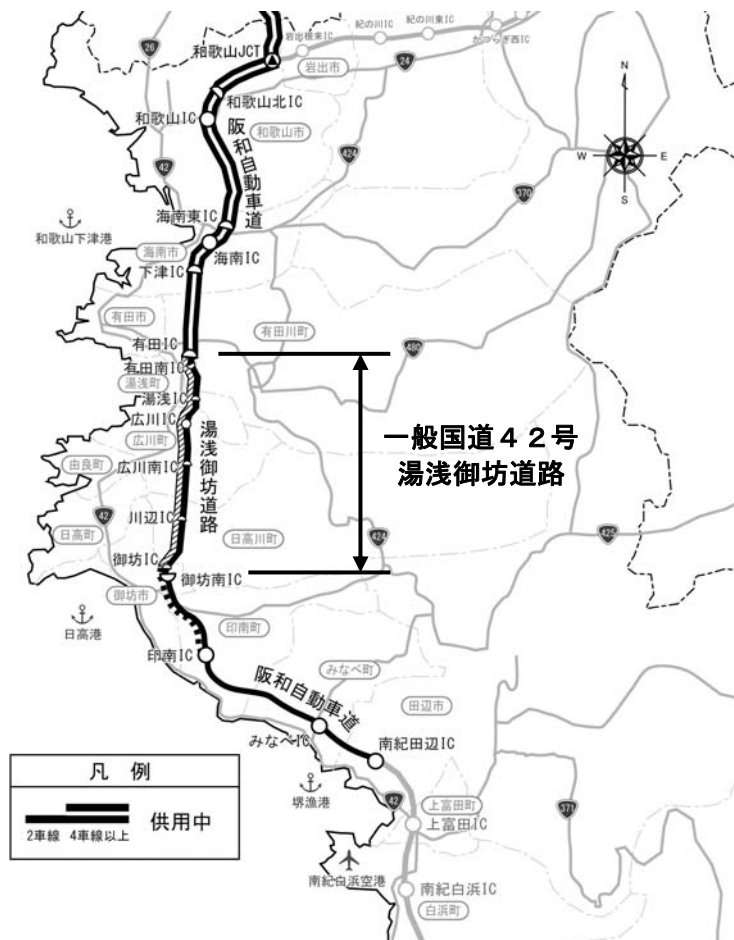 和歌山JCT
岩出根来IC
紀の川IC
紀の川東IC
かつらぎ西IC
26
24
岩出市
和歌山北IC
和歌山IC
和歌山市
阪和自動車道
42
424
370
N
W
E
S
海南東IC
和歌山下津港
海南市
海南IC
下津IC
有田市
有田川町
有田IC
480
有田南IC
湯浅町
湯浅IC
広川IC
広川町
湯浅御坊道路
一般国道42号
湯浅御坊道路
由良町
広川南IC
42
川辺IC
日高町
日高川町
424
425
御坊IC
御坊南IC
御坊市
日高港
印南町
印南IC
みなべ町
阪和自動車道
田辺市
みなべIC
南紀田辺IC
堺漁港
42
上富田町
371
上富田IC
南紀白浜空港
南紀白浜IC
白浜町
凡 例
2車線 4車線以上 供用中